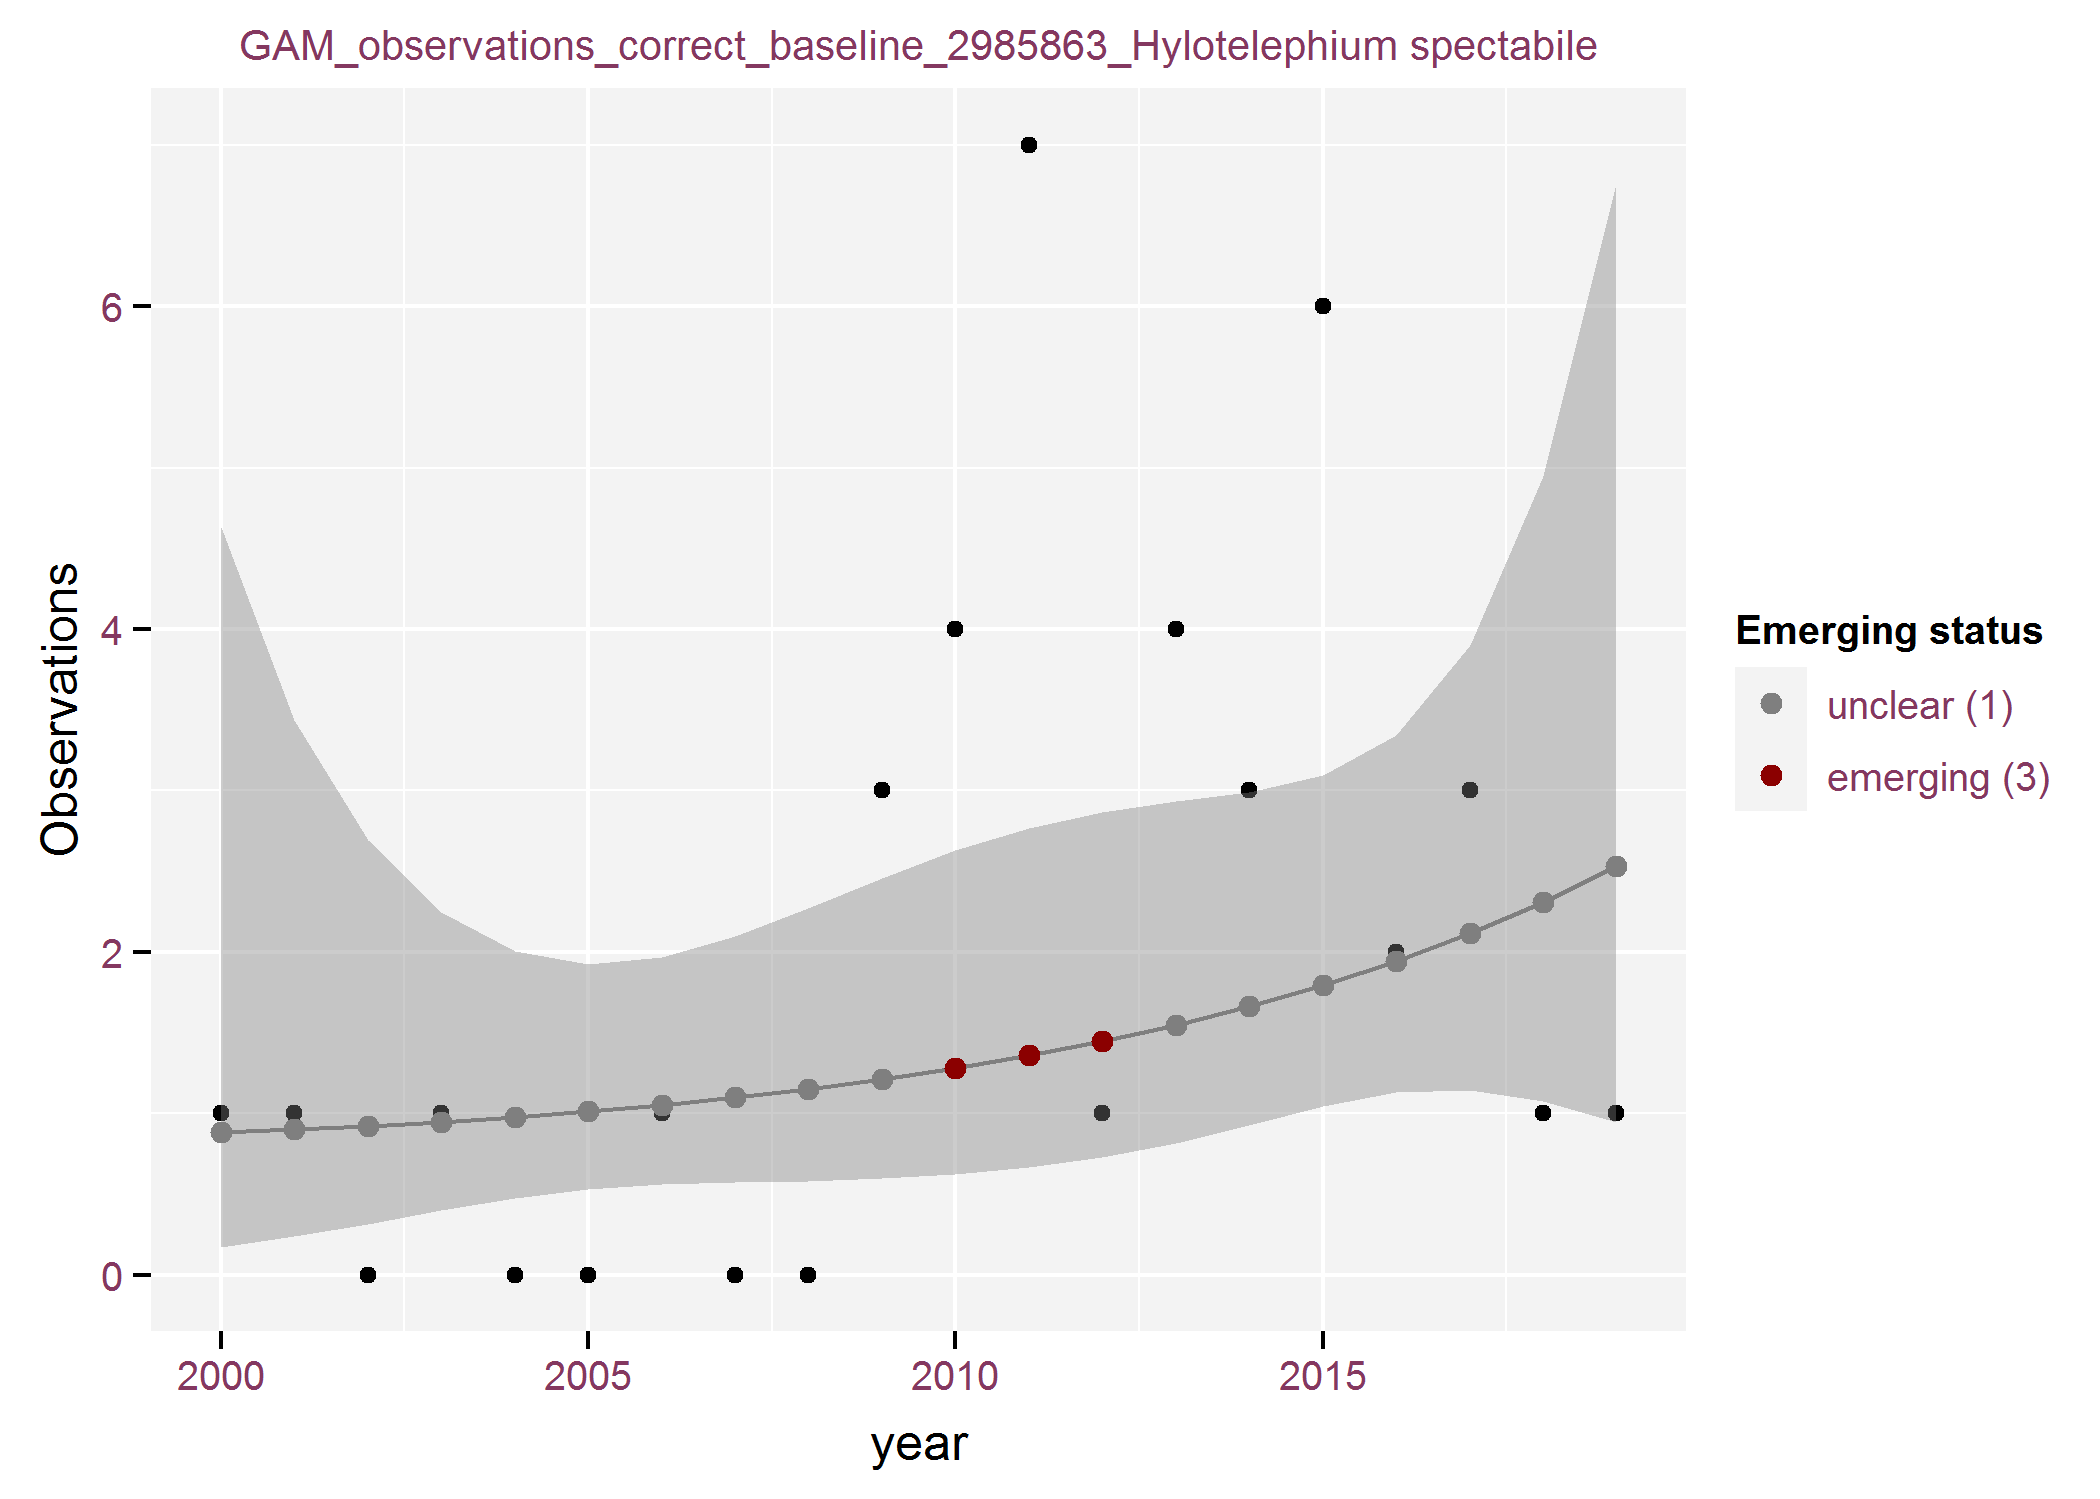 GAM_observations_correct_baseline_2985863_Hylotelephium spectabile
Observations
6
4
2
0
2000
2005
2010
2015
year
Emerging status
unclear (1)
emerging (3)